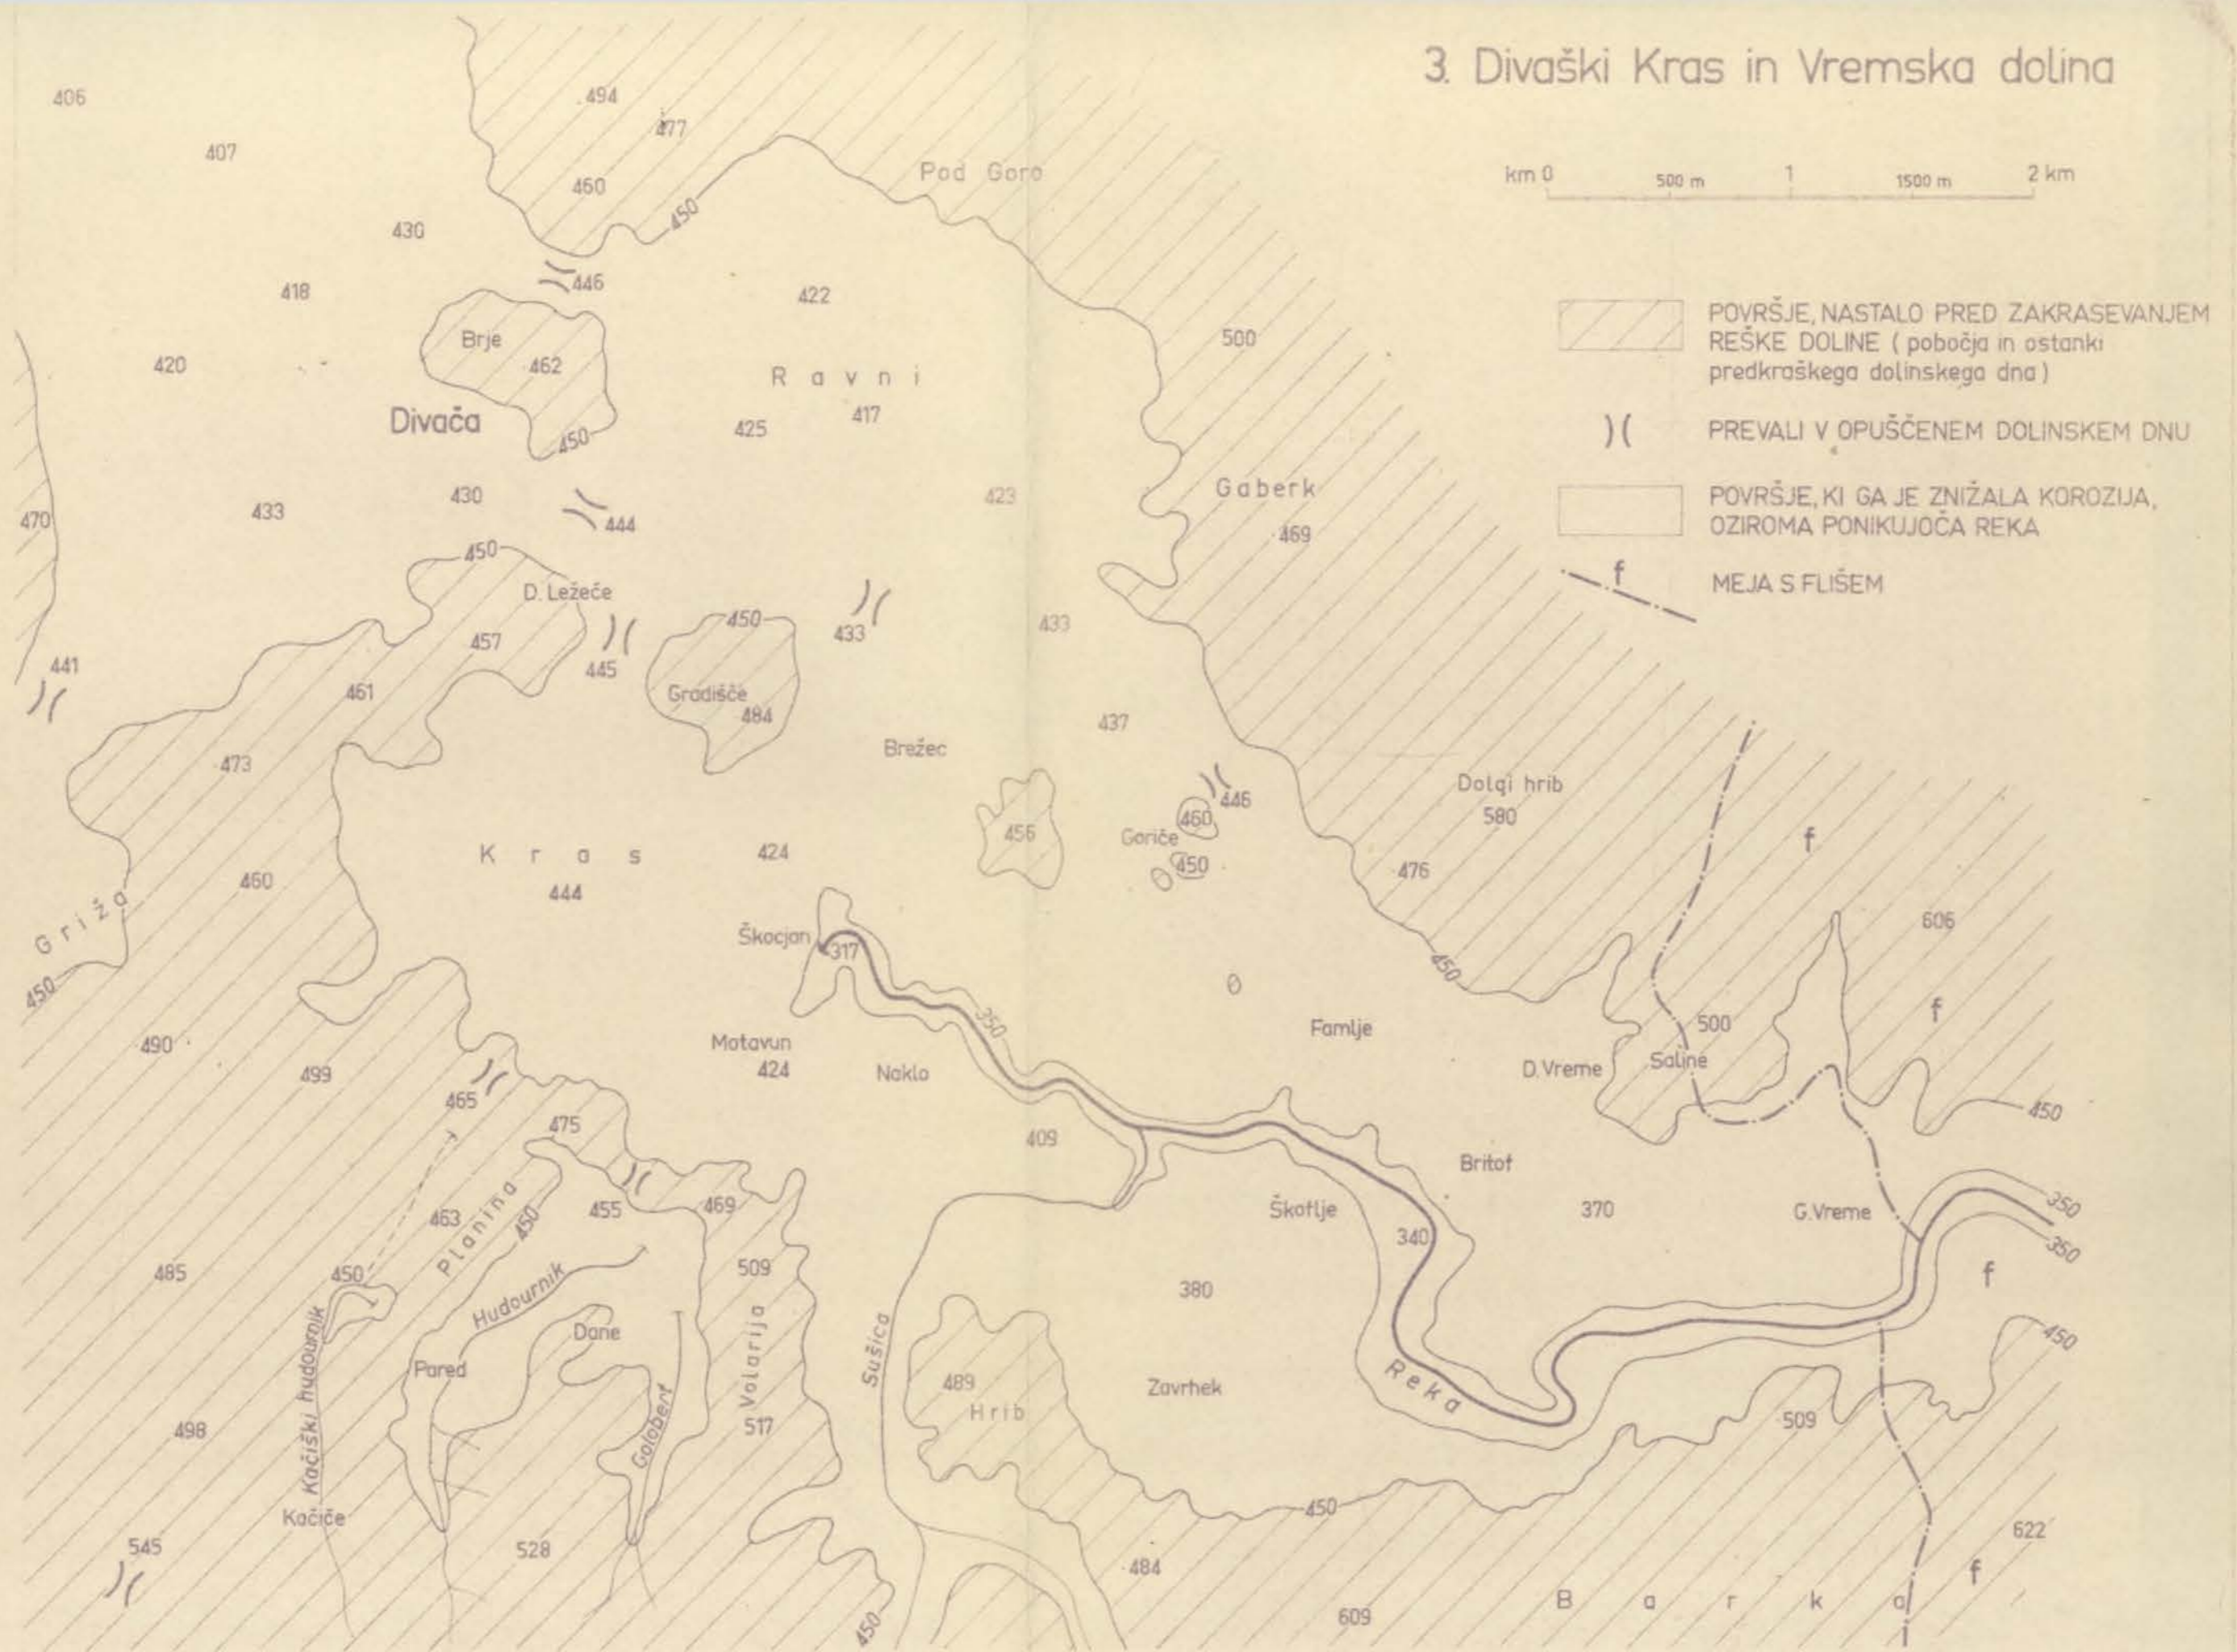 3. Divaški Kras in Vremska dolina
km 0 500 m 1 1500 m 2 km
POVRŠJE, NASTALO PRED ZAKRASEVANJEM
REŠKE DOLINE ( pobočja in ostanki
predkraškega dolinskega dna )
)( PREVALI V OPUŠČENEM DOLINSKEM DNU
POVRŠJE, KI GA JE ZNIŽALA KOROZIJA,
OZIROMA PONIKUJOČA REKA
f MEJA S FLIŠEM
406
494
477
407
460
Pod Goro
450
430
446
418
422
500
Brje
462
420
Ravni
417
425
Divača
450
430
433
470
444
423
Gaberk
469
450
D. Ležeče
457
445
450
433
433
441
461
Gradišče
484
437
473
Brežec
446
460
Goriče
450
456
Dolgi hrib
580
476
f
Kras
444
424
460
Griža
450
Škocjan
317
450
606
350
f
500
Famlje
Saline
D. Vreme
490
499
Matavun
424
Naklo
465
475
409
450
Britof
463
Planina
450
455
469
Škoflje
340
370
G. Vreme
350
350
485
450
509
380
f
Hudournik
Dane
Volarija
Sušica
450
Kačiški hudournik
Pared
489
Hrib
Zavrhek
Reka
498
517
Golobert
509
Kačiče
450
545
528
484
622
f
450
609
Barka